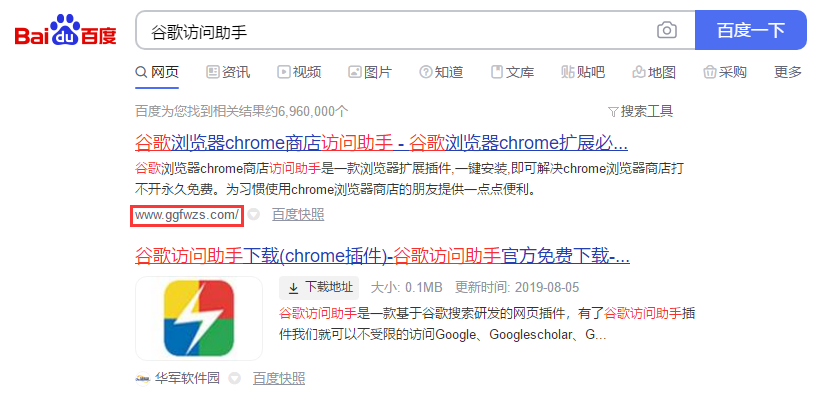 Bai du 百度
谷歌访问助手
百度一下
网页 资讯 视频 图片 知道 文库 贴吧 地图 采购 更多
百度为您找到相关结果约6,960,000个 搜索工具
谷歌浏览器chrome商店访问助手 - 谷歌浏览器chrome扩展必...
谷歌浏览器chrome商店访问助手是一款浏览器扩展插件,一键安装,即可解决chrome浏览器商店打
不开永久免费。为习惯使用chrome浏览器商店的朋友提供一点点便利。
www.ggfwzs.com/ 百度快照
谷歌访问助手下载(chrome插件)-谷歌访问助手官方免费下载-...
下载地址 大小: 0.1MB 更新时间: 2019-08-05
谷歌访问助手是一款基于谷歌搜索研发的网页插件，有了谷歌访问助手插
件我们就可以不受限的访问Google、Googlescholar、G...
华军软件园 百度快照